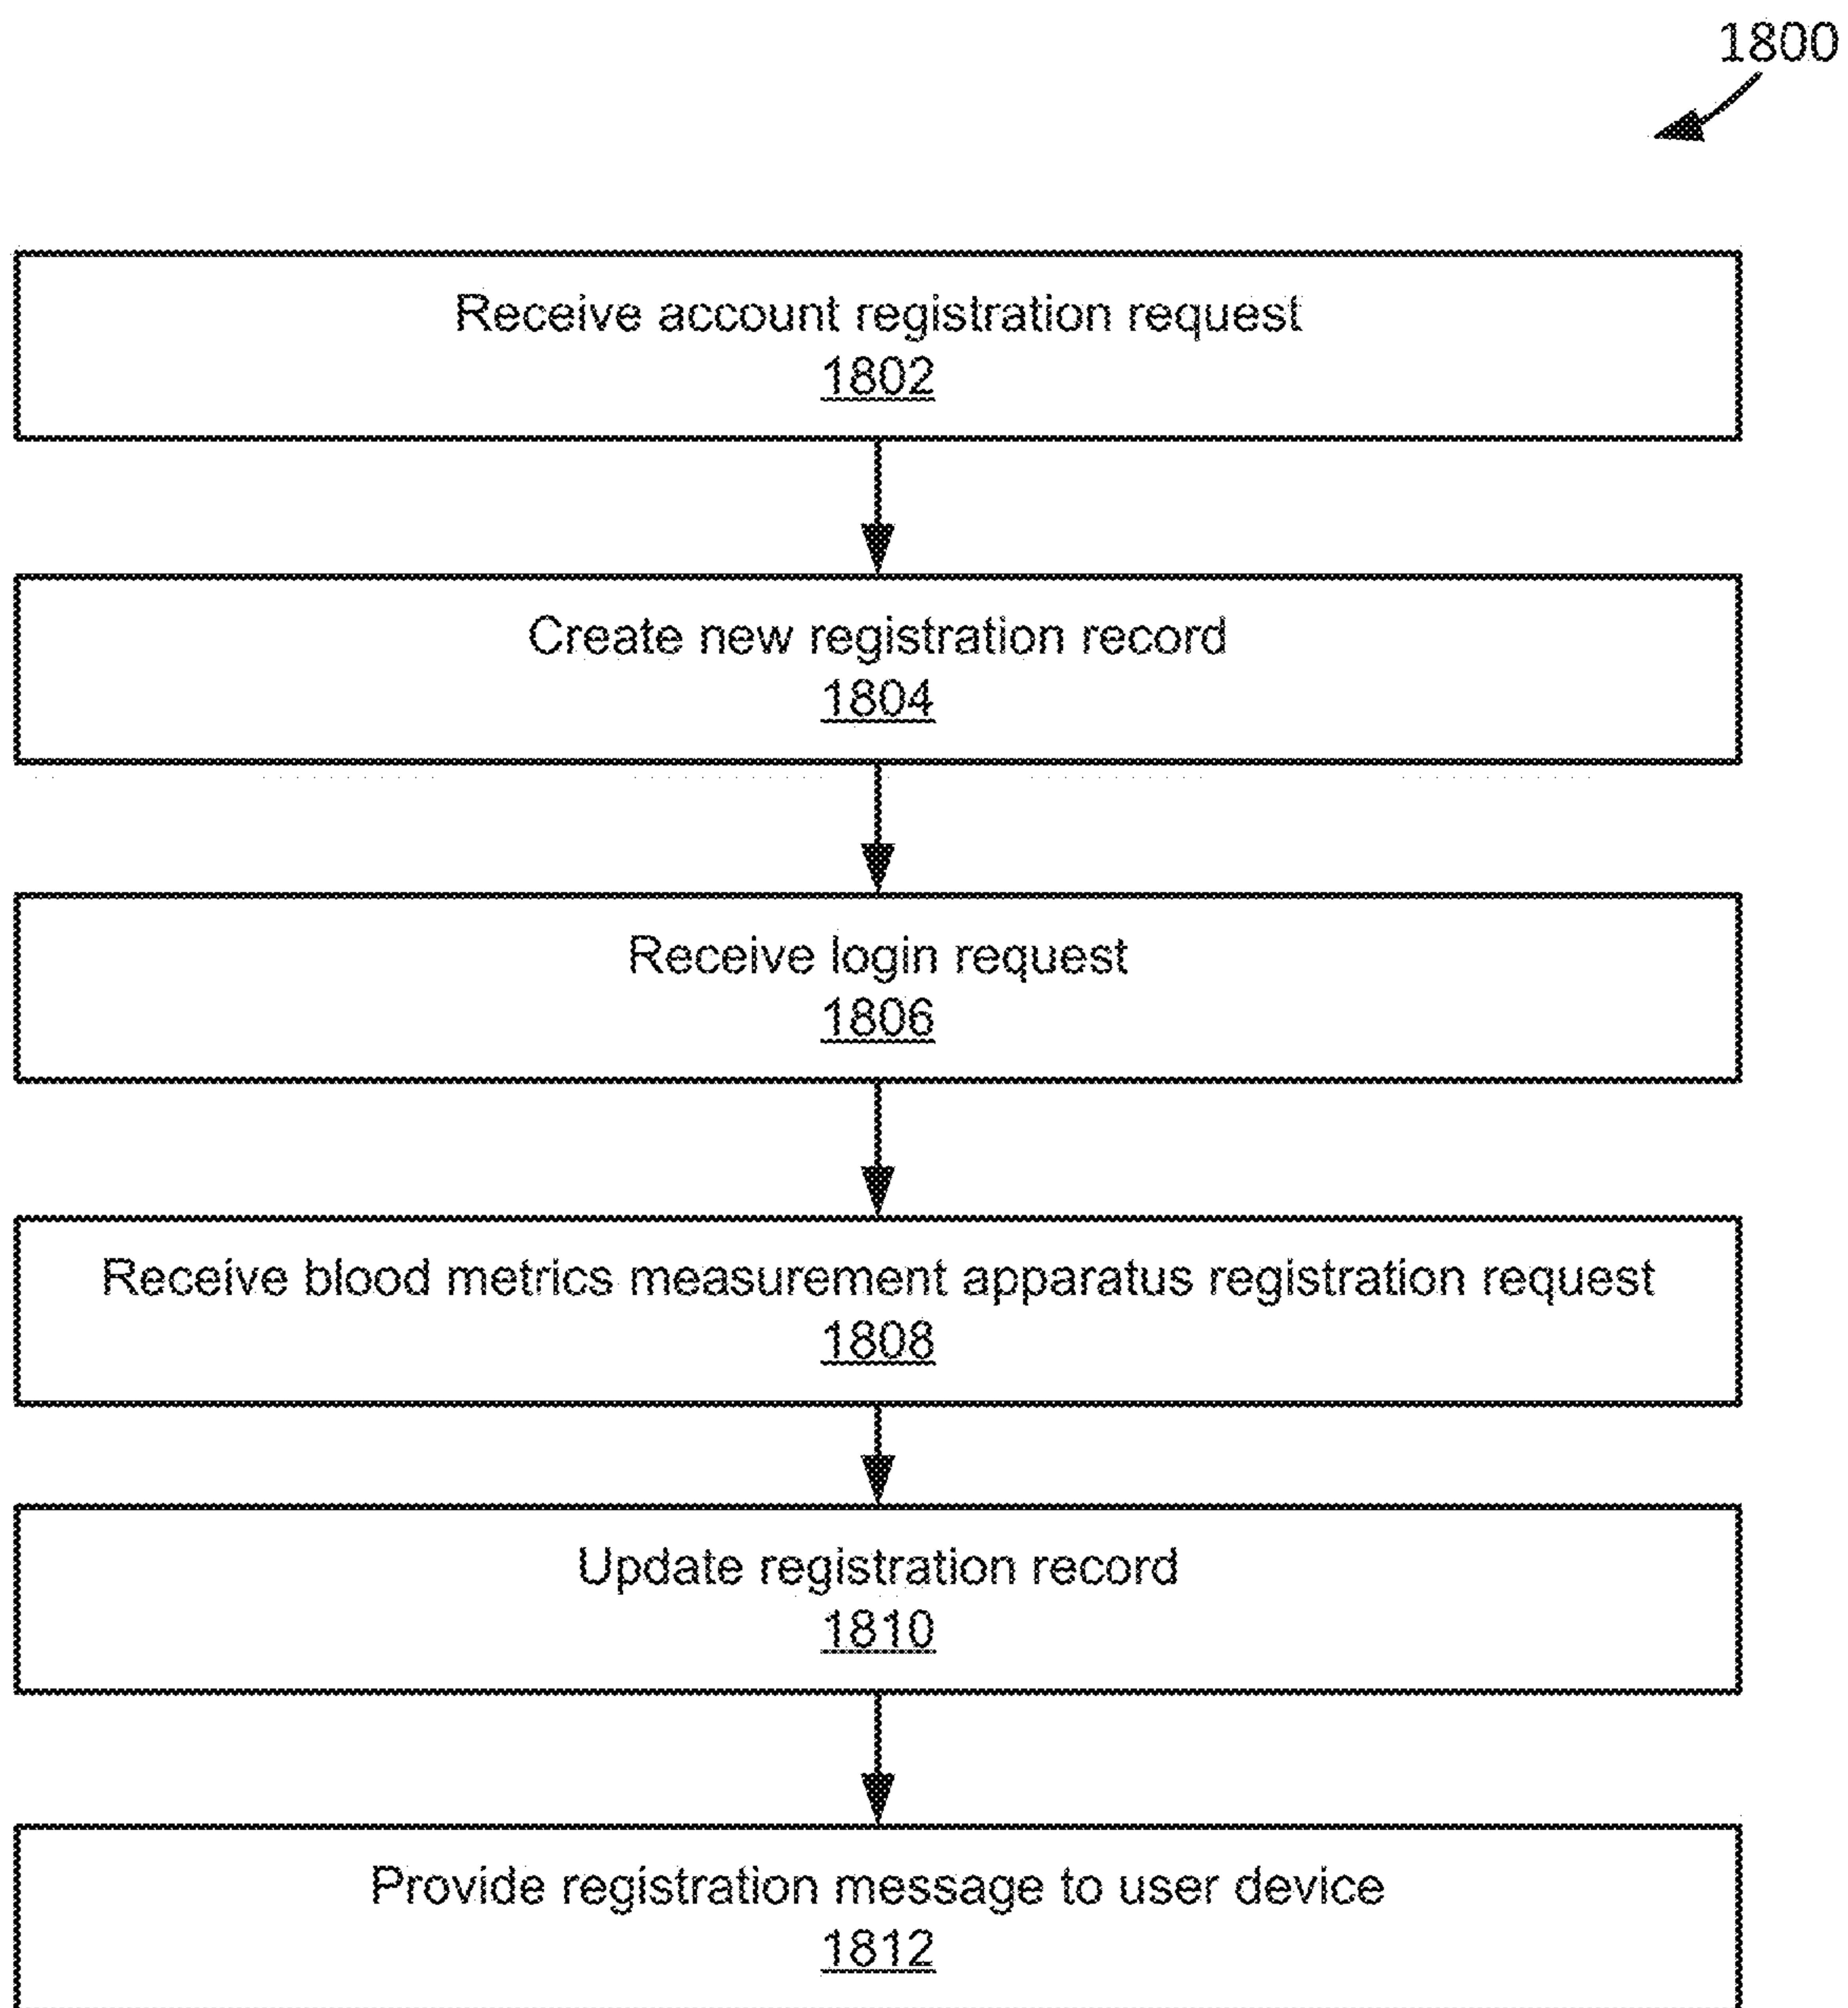 1800
Receive account registration request
1802
Create new registration record
1804
Receive login request
1806
Receive blood metrics measurement apparatus registration request
1808
Update registration record
1810
Provide registration message to user device
1812